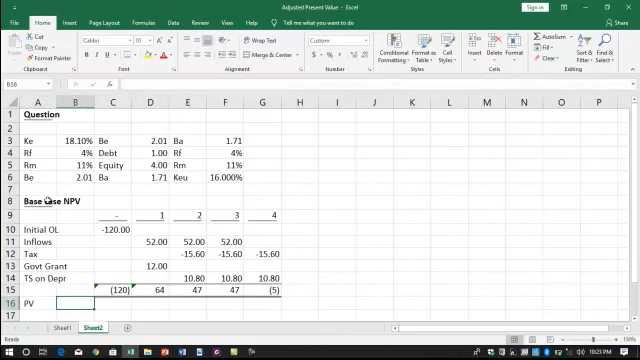 Adjusted Present Value - Excel
Sign in
File Home Insert Page Layout Formulas Data Review View Help Tell me what you want to do
Share
Cut
Copy
Format Painter
Clipboard
Paste
Calibri 10
B I U
Font
Wrap Text
Merge & Center
Alignment
Number
Conditional Formatting
Format as Table
Cell Styles
Styles
Insert Delete Format
Cells
AutoSum
Fill
Clear
Sort & Filter
Find & Select
Editing
B16 fx
A B C D E F G H I J K L M N O P
1 Question
2
3 Ke 18.10% Be 2.01 Ba 1.71
4 Rf 4% Debt 1.00 Rf 4%
5 Rm 11% Equity 4.00 Rm 11%
6 Be 2.01 Ba 1.71 Keu 16.000%
7
8 Base case NPV
9 - 1 2 3 4
10 Initial OL -120.00
11 Inflows 52.00 52.00 52.00
12 Tax -15.60 -15.60 -15.60
13 Govt Grant 12.00
14 TS on Depr 10.80 10.80 10.80
15 (120) 64 47 47 (5)
16 PV
17
Sheet1 Sheet2
150%
10:23 PM